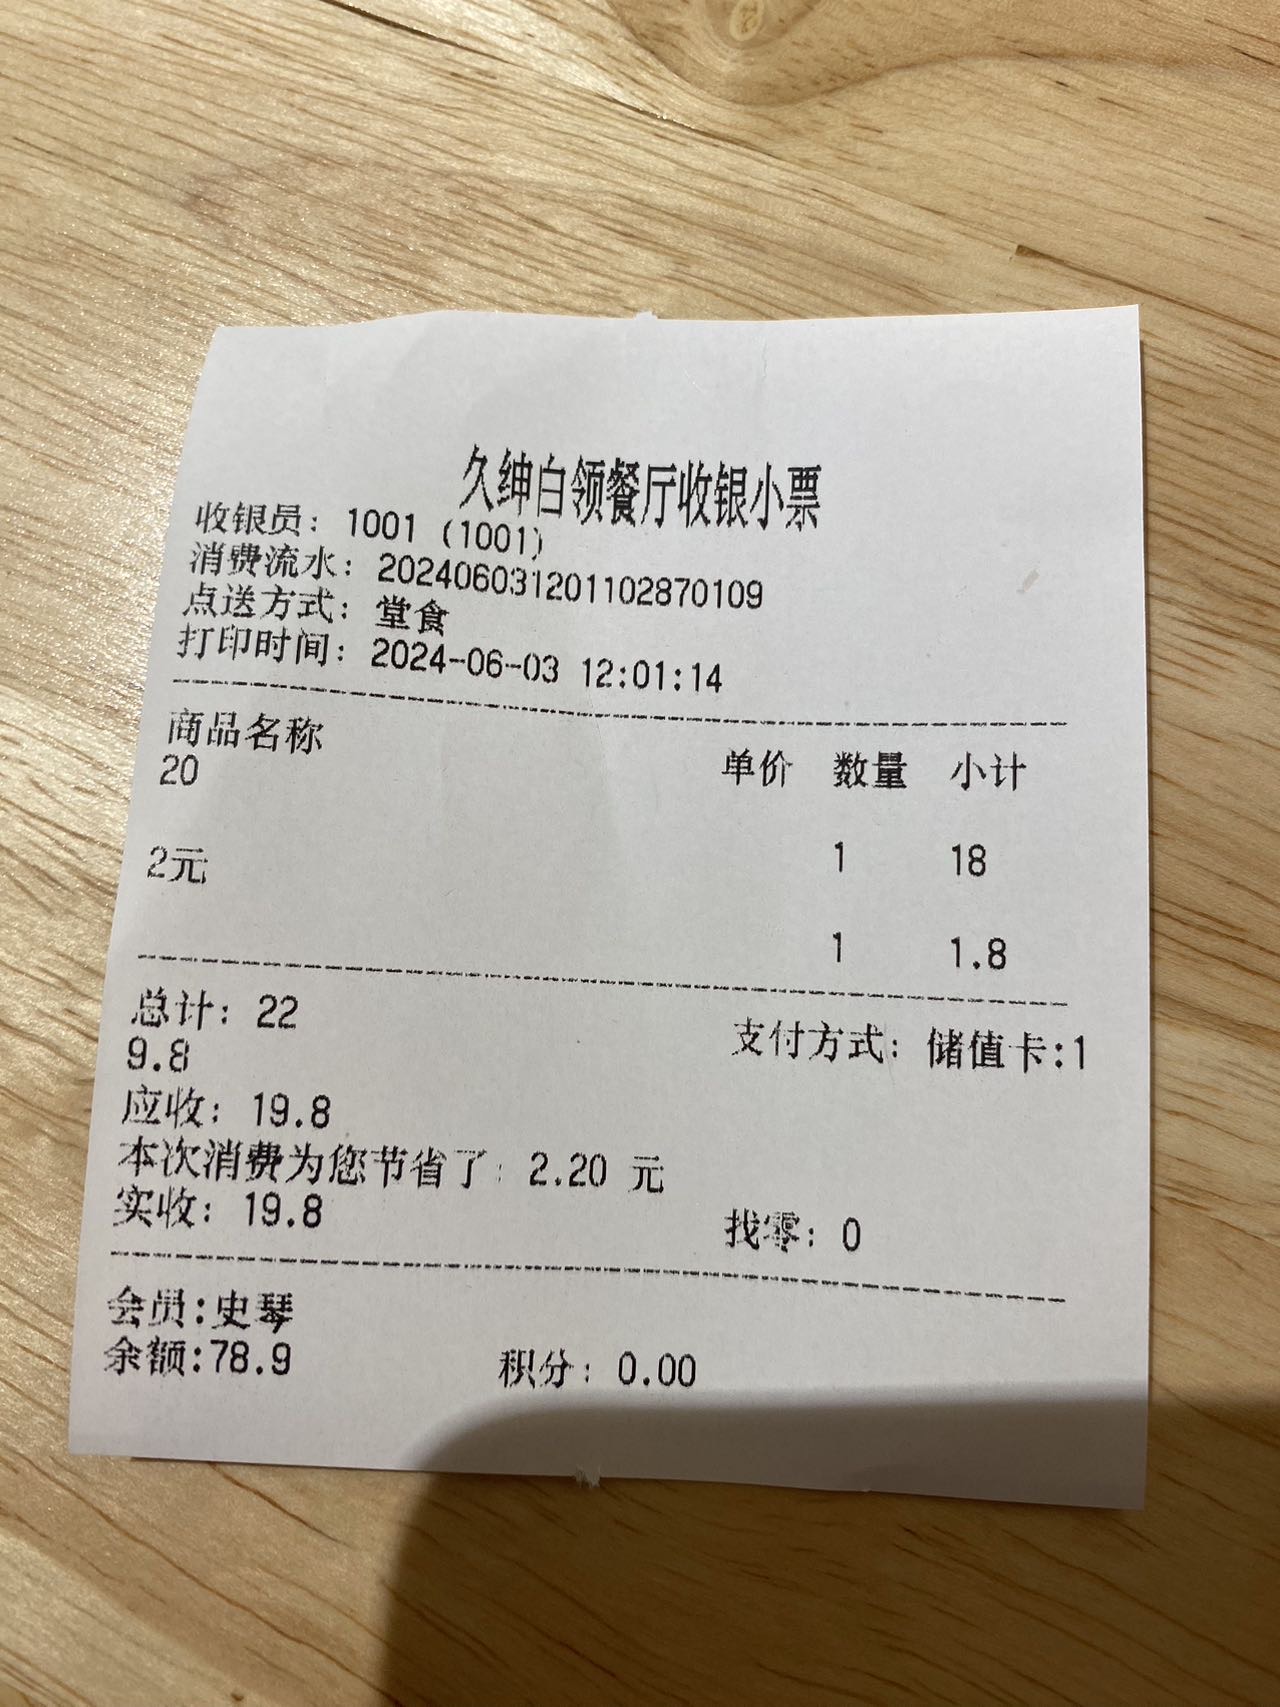 久绅白领餐厅收银小票
收银员：1001 (1001)
消费流水：2024060312011028​70109
点送方式：堂食
打印时间：2024-06-03 12:01:14
商品名称 单价 数量 小计
20
1 18
2元
1 1.8
总计：22 支付方式：储值卡:1
9.8
应收：19.8
本次消费为您节省了：2.20 元
实收：19.8 找零：0
会员:史琴
余额:78.9 积分：0.00